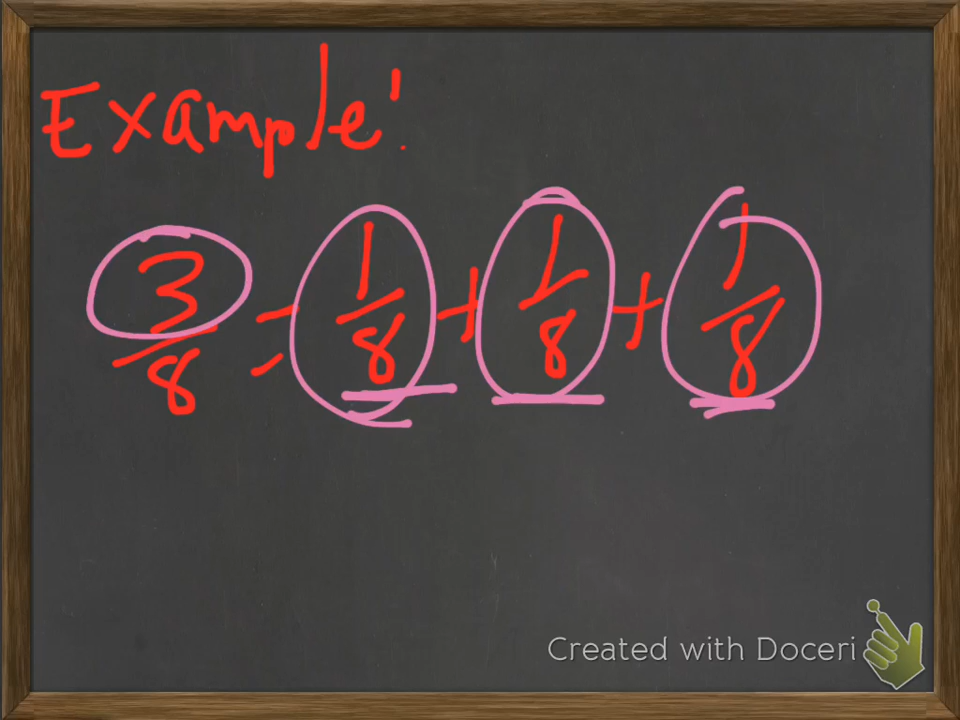 Example!
3/8 = 1/8 + 1/8 + 1/8
Created with Doceri